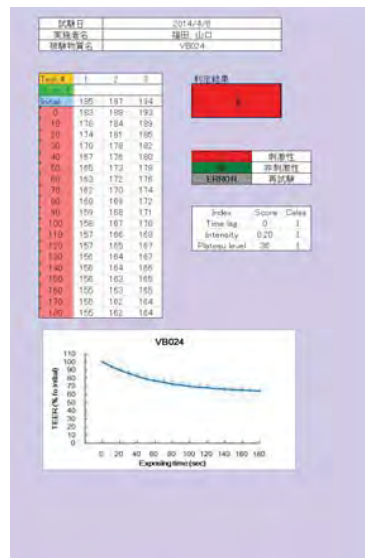 試験日 2014/4/8
実施者名 福田, 山口
被験物質名 VB024
Test # 1 2 3
判定結果
Initial 185 197 194
0 183 189 193
10 176 184 189
20 174 181 185
30 170 178 182
40 167 176 180
50 165 173 179
60 163 172 176
70 162 170 174
80 160 169 172
90 159 168 171
100 158 167 170
110 157 166 169
120 157 165 167
130 156 164 167
140 156 164 166
150 156 163 165
160 155 163 165
170 155 162 164
180 155 162 164
刺激性
非刺激性
ERROR 再試験
Index Score
Time lag 0 1
Intensity 0.20 1
Plateau level 36 1
VB024
TEER (% to initial)
110
100
90
80
70
60
50
40
30
20
10
0
0 20 40 60 80 100 120 140 160 180
Exposing time (sec)